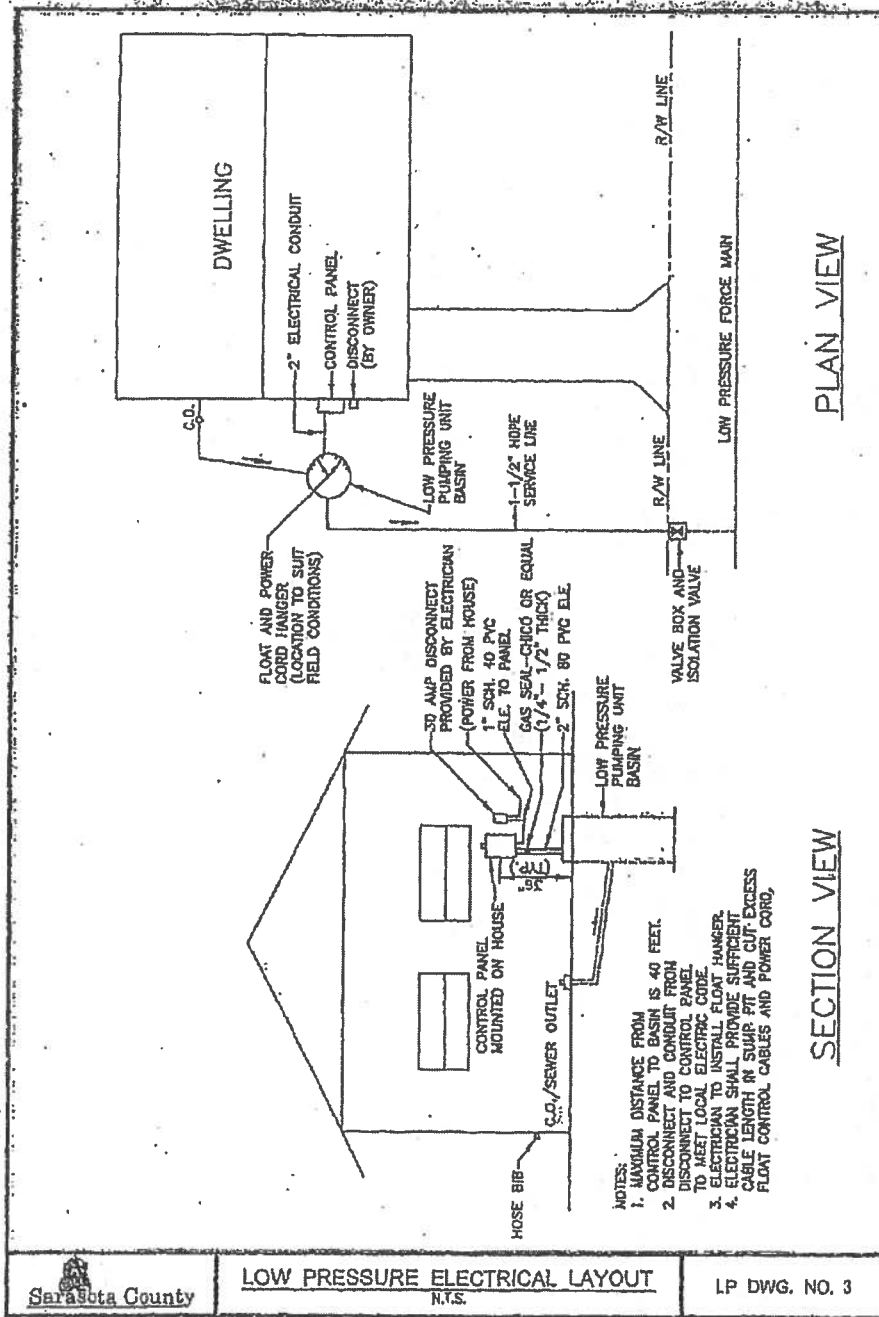 DWELLING
C.O.
2" ELECTRICAL CONDUIT
CONTROL PANEL
DISCONNECT
(BY OWNER)
FLOAT AND POWER
CORD HANGER
(LOCATION TO SUIT
FIELD CONDITIONS)
LOW PRESSURE
PUMPING UNIT
BASIN
1-1/2" HDPE
SERVICE LINE
R/W LINE
R/W LINE
LOW PRESSURE FORCE MAIN
VALVE BOX AND
ISOLATION VALVE
PLAN VIEW
30 AMP DISCONNECT
PROVIDED BY ELECTRICIAN
(POWER FROM HOUSE)
1" SCH. 40 PVC
ELE. TO PANEL
GAS SEAL-CHICO OR EQUAL
(1/4"- 1/2" THICK)
2" SCH. 80 PVC ELE.
LOW PRESSURE
PUMPING UNIT
BASIN
CONTROL PANEL
MOUNTED ON HOUSE
(TYP.)
C.O./SEWER OUTLET
HOSE BIB
NOTES:
1. MAXIMUM DISTANCE FROM
CONTROL PANEL TO BASIN IS 40 FEET.
2. DISCONNECT AND CONDUIT FROM
DISCONNECT TO CONTROL PANEL
TO MEET LOCAL ELECTRIC CODE.
3. ELECTRICIAN TO INSTALL FLOAT HANGER.
4. ELECTRICIAN SHALL PROVIDE SUFFICIENT
CABLE LENGTH IN SUMP PIT AND CUT EXCESS
FLOAT CONTROL CABLES AND POWER CORD.
SECTION VIEW
Sarasota County
LOW PRESSURE ELECTRICAL LAYOUT
N.T.S.
LP DWG. NO. 3